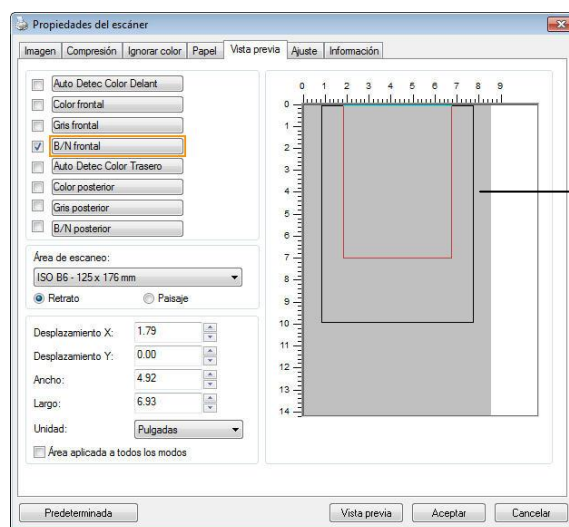 Propiedades del escáner
Imagen Compresión Ignorar color Papel Vista previa Ajuste Información
Auto Detec Color Delant
Color frontal
Gris frontal
B/N frontal
Auto Detec Color Trasero
Color posterior
Gris posterior
B/N posterior
Área de escaneo:
ISO B6 - 125 x 176 mm
Retrato Paisaje
Desplazamiento X: 1.79
Desplazamiento Y: 0.00
Ancho: 4.92
Largo: 6.93
Unidad: Pulgadas
Área aplicada a todos los modos
0 1 2 3 4 5 6 7 8 9
0
1
2
3
4
5
6
7
8
9
10
11
12
13
14
Predeterminada Vista previa Aceptar Cancelar